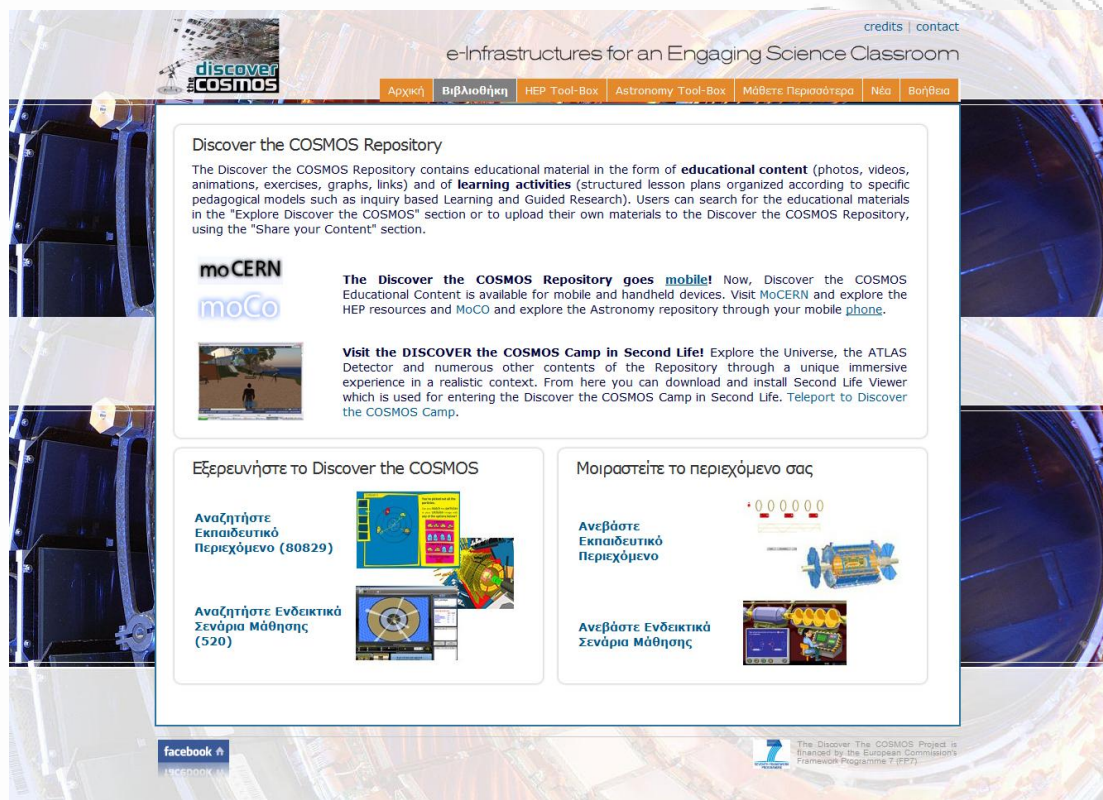 credits | contact
discover
the COSMOS
e-Infrastructures for an Engaging Science Classroom
Αρχική Βιβλιοθήκη HEP Tool-Box Astronomy Tool-Box Μάθετε Περισσότερα Νέα Βοήθεια
Discover the COSMOS Repository
The Discover the COSMOS Repository contains educational material in the form of educational content (photos, videos,
animations, exercises, graphs, links) and of learning activities (structured lesson plans organized according to specific
pedagogical models such as inquiry based Learning and Guided Research). Users can search for the educational materials
in the "Explore Discover the COSMOS" section or to upload their own materials to the Discover the COSMOS Repository,
using the "Share your Content" section.
moCERN
moCo
The Discover the COSMOS Repository goes mobile! Now, Discover the COSMOS
Educational Content is available for mobile and handheld devices. Visit MoCERN and explore the
HEP resources and MoCO and explore the Astronomy repository through your mobile phone.
Visit the DISCOVER the COSMOS Camp in Second Life! Explore the Universe, the ATLAS
Detector and numerous other contents of the Repository through a unique immersive
experience in a realistic context. From here you can download and install Second Life Viewer
which is used for entering the Discover the COSMOS Camp in Second Life. Teleport to Discover
the COSMOS Camp.
Εξερευνήστε το Discover the COSMOS
Αναζητήστε
Εκπαιδευτικό
Περιεχόμενο (80829)
Αναζητήστε Ενδεικτικά
Σενάρια Μάθησης
(520)
Μοιραστείτε το περιεχόμενο σας
Ανεβάστε
Εκπαιδευτικό
Περιεχόμενο
Ανεβάστε Ενδεικτικά
Σενάρια Μάθησης
facebook
The Discover The COSMOS Project is
financed by the European Commission's
Framework Programme 7 (FP7)